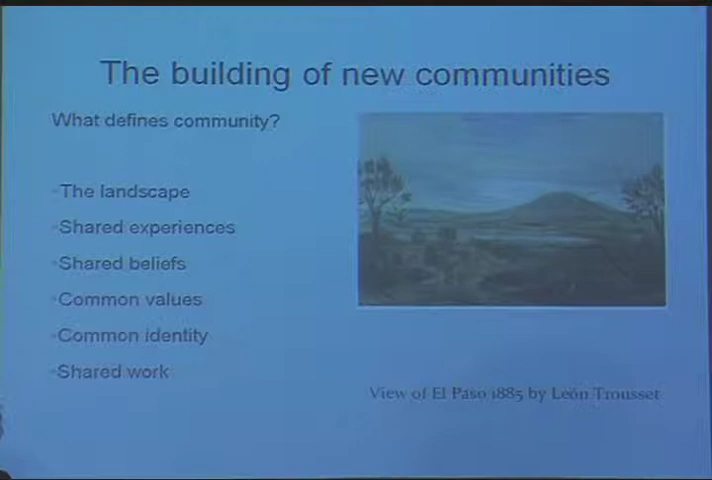 The building of new communities
What defines community?
The landscape
Shared experiences
Shared beliefs
Common values
Common identity
Shared work
View of El Paso 1885 by León Trousset